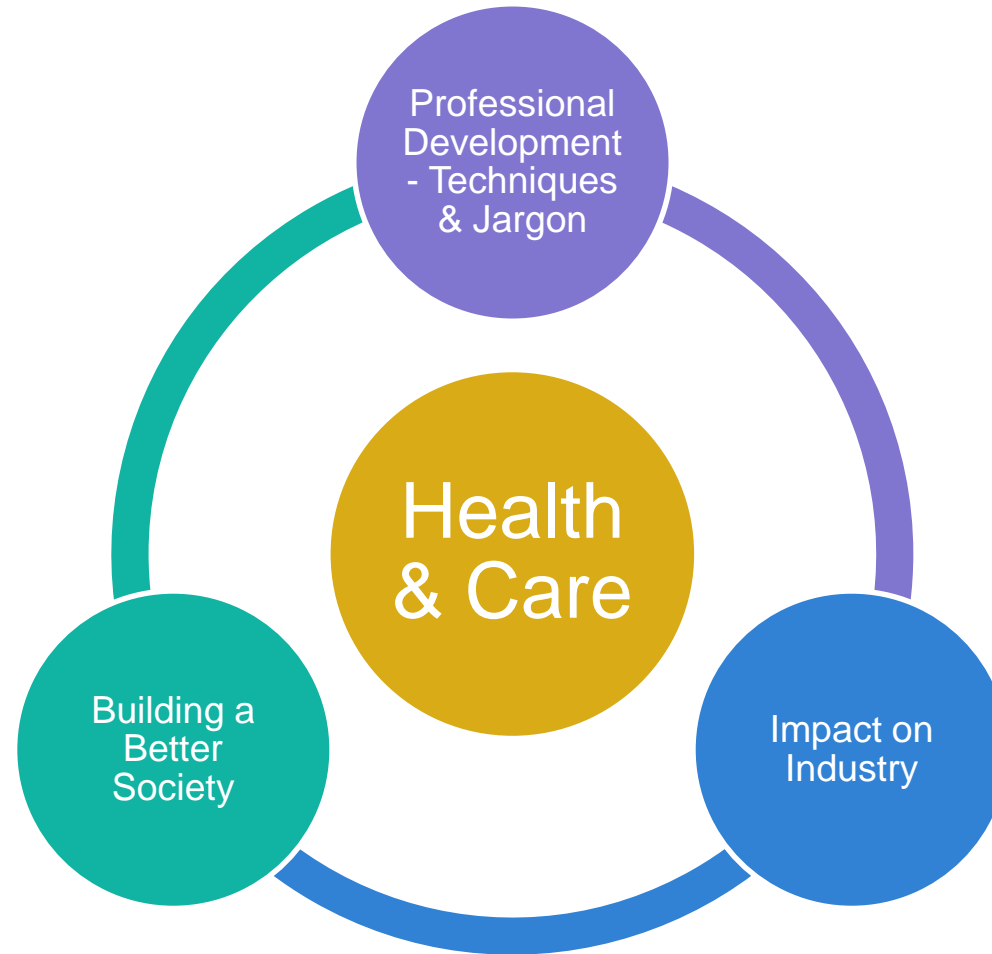 Professional
Development
- Techniques
& Jargon
Health
& Care
Building a
Better
Society
Impact on
Industry